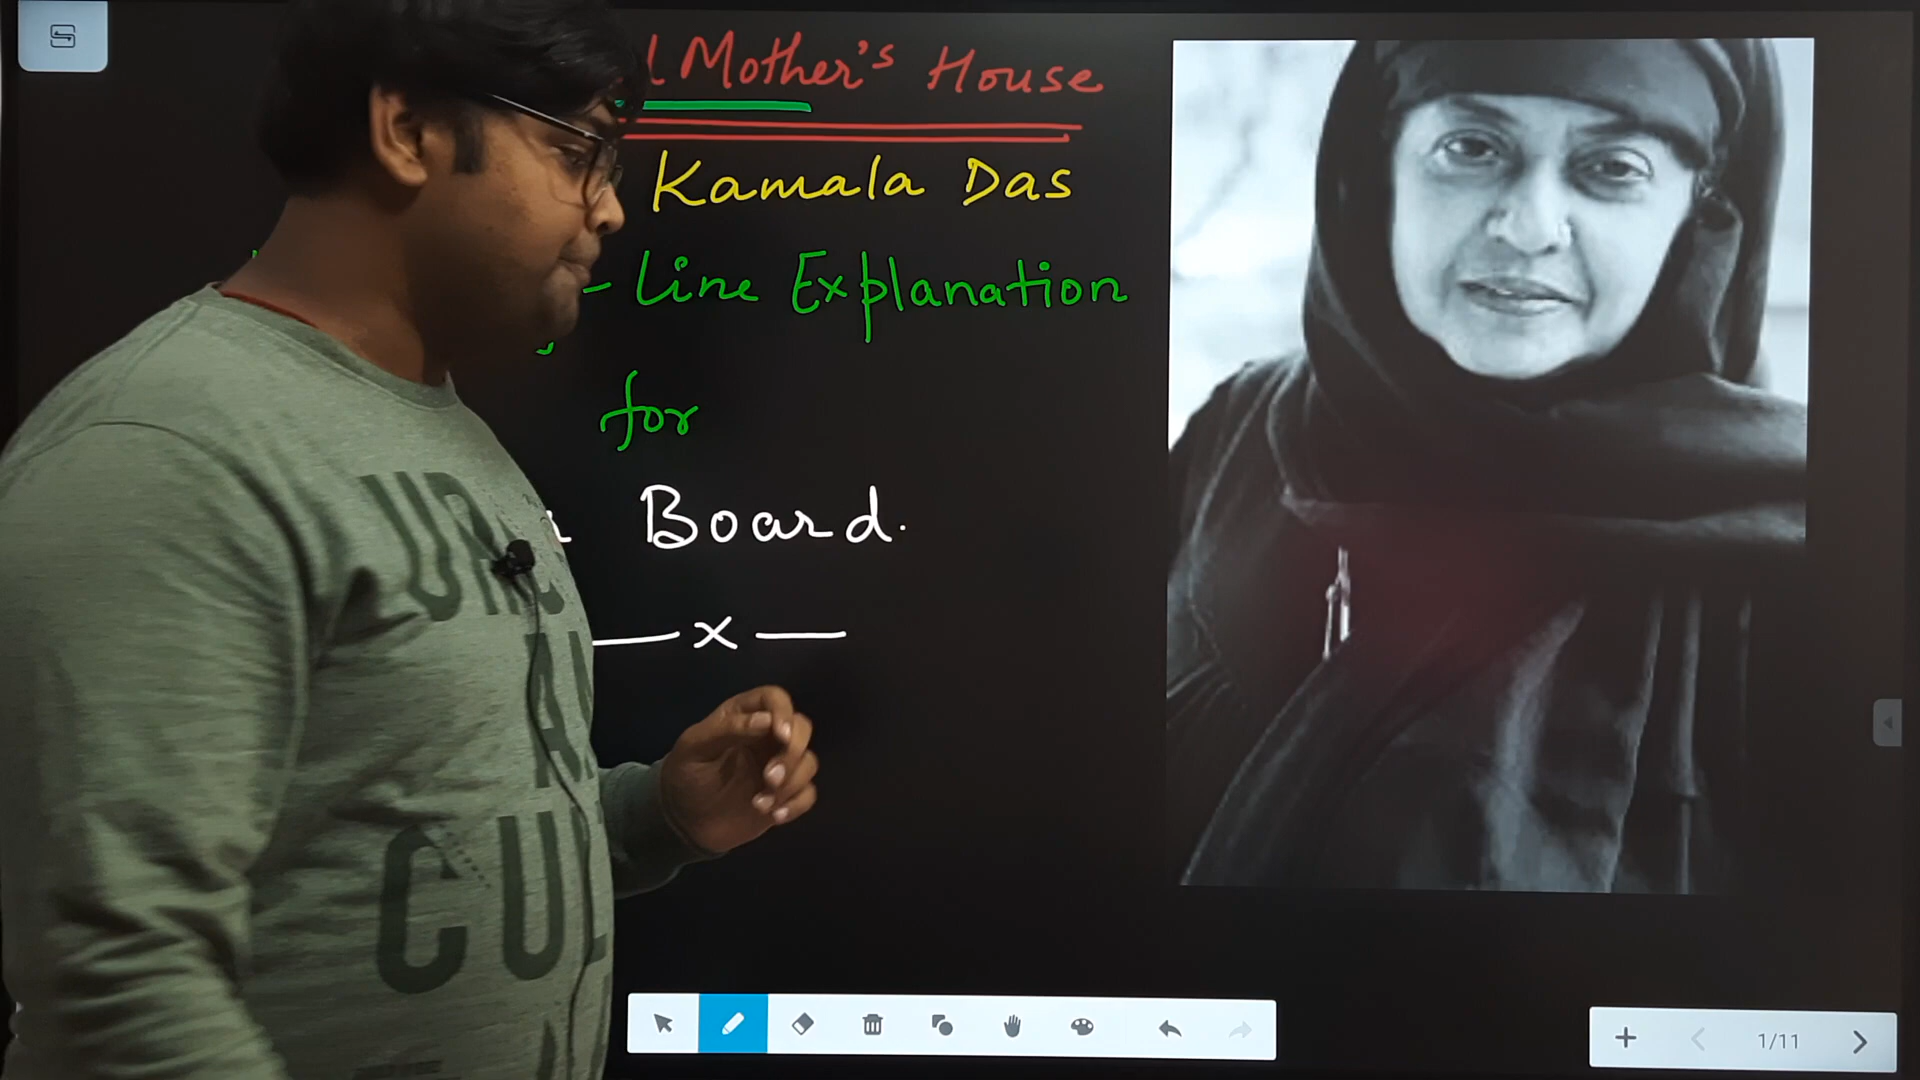 Mother's House
Kamala Das
- Line Explanation
for
Board.
— x —
1/11